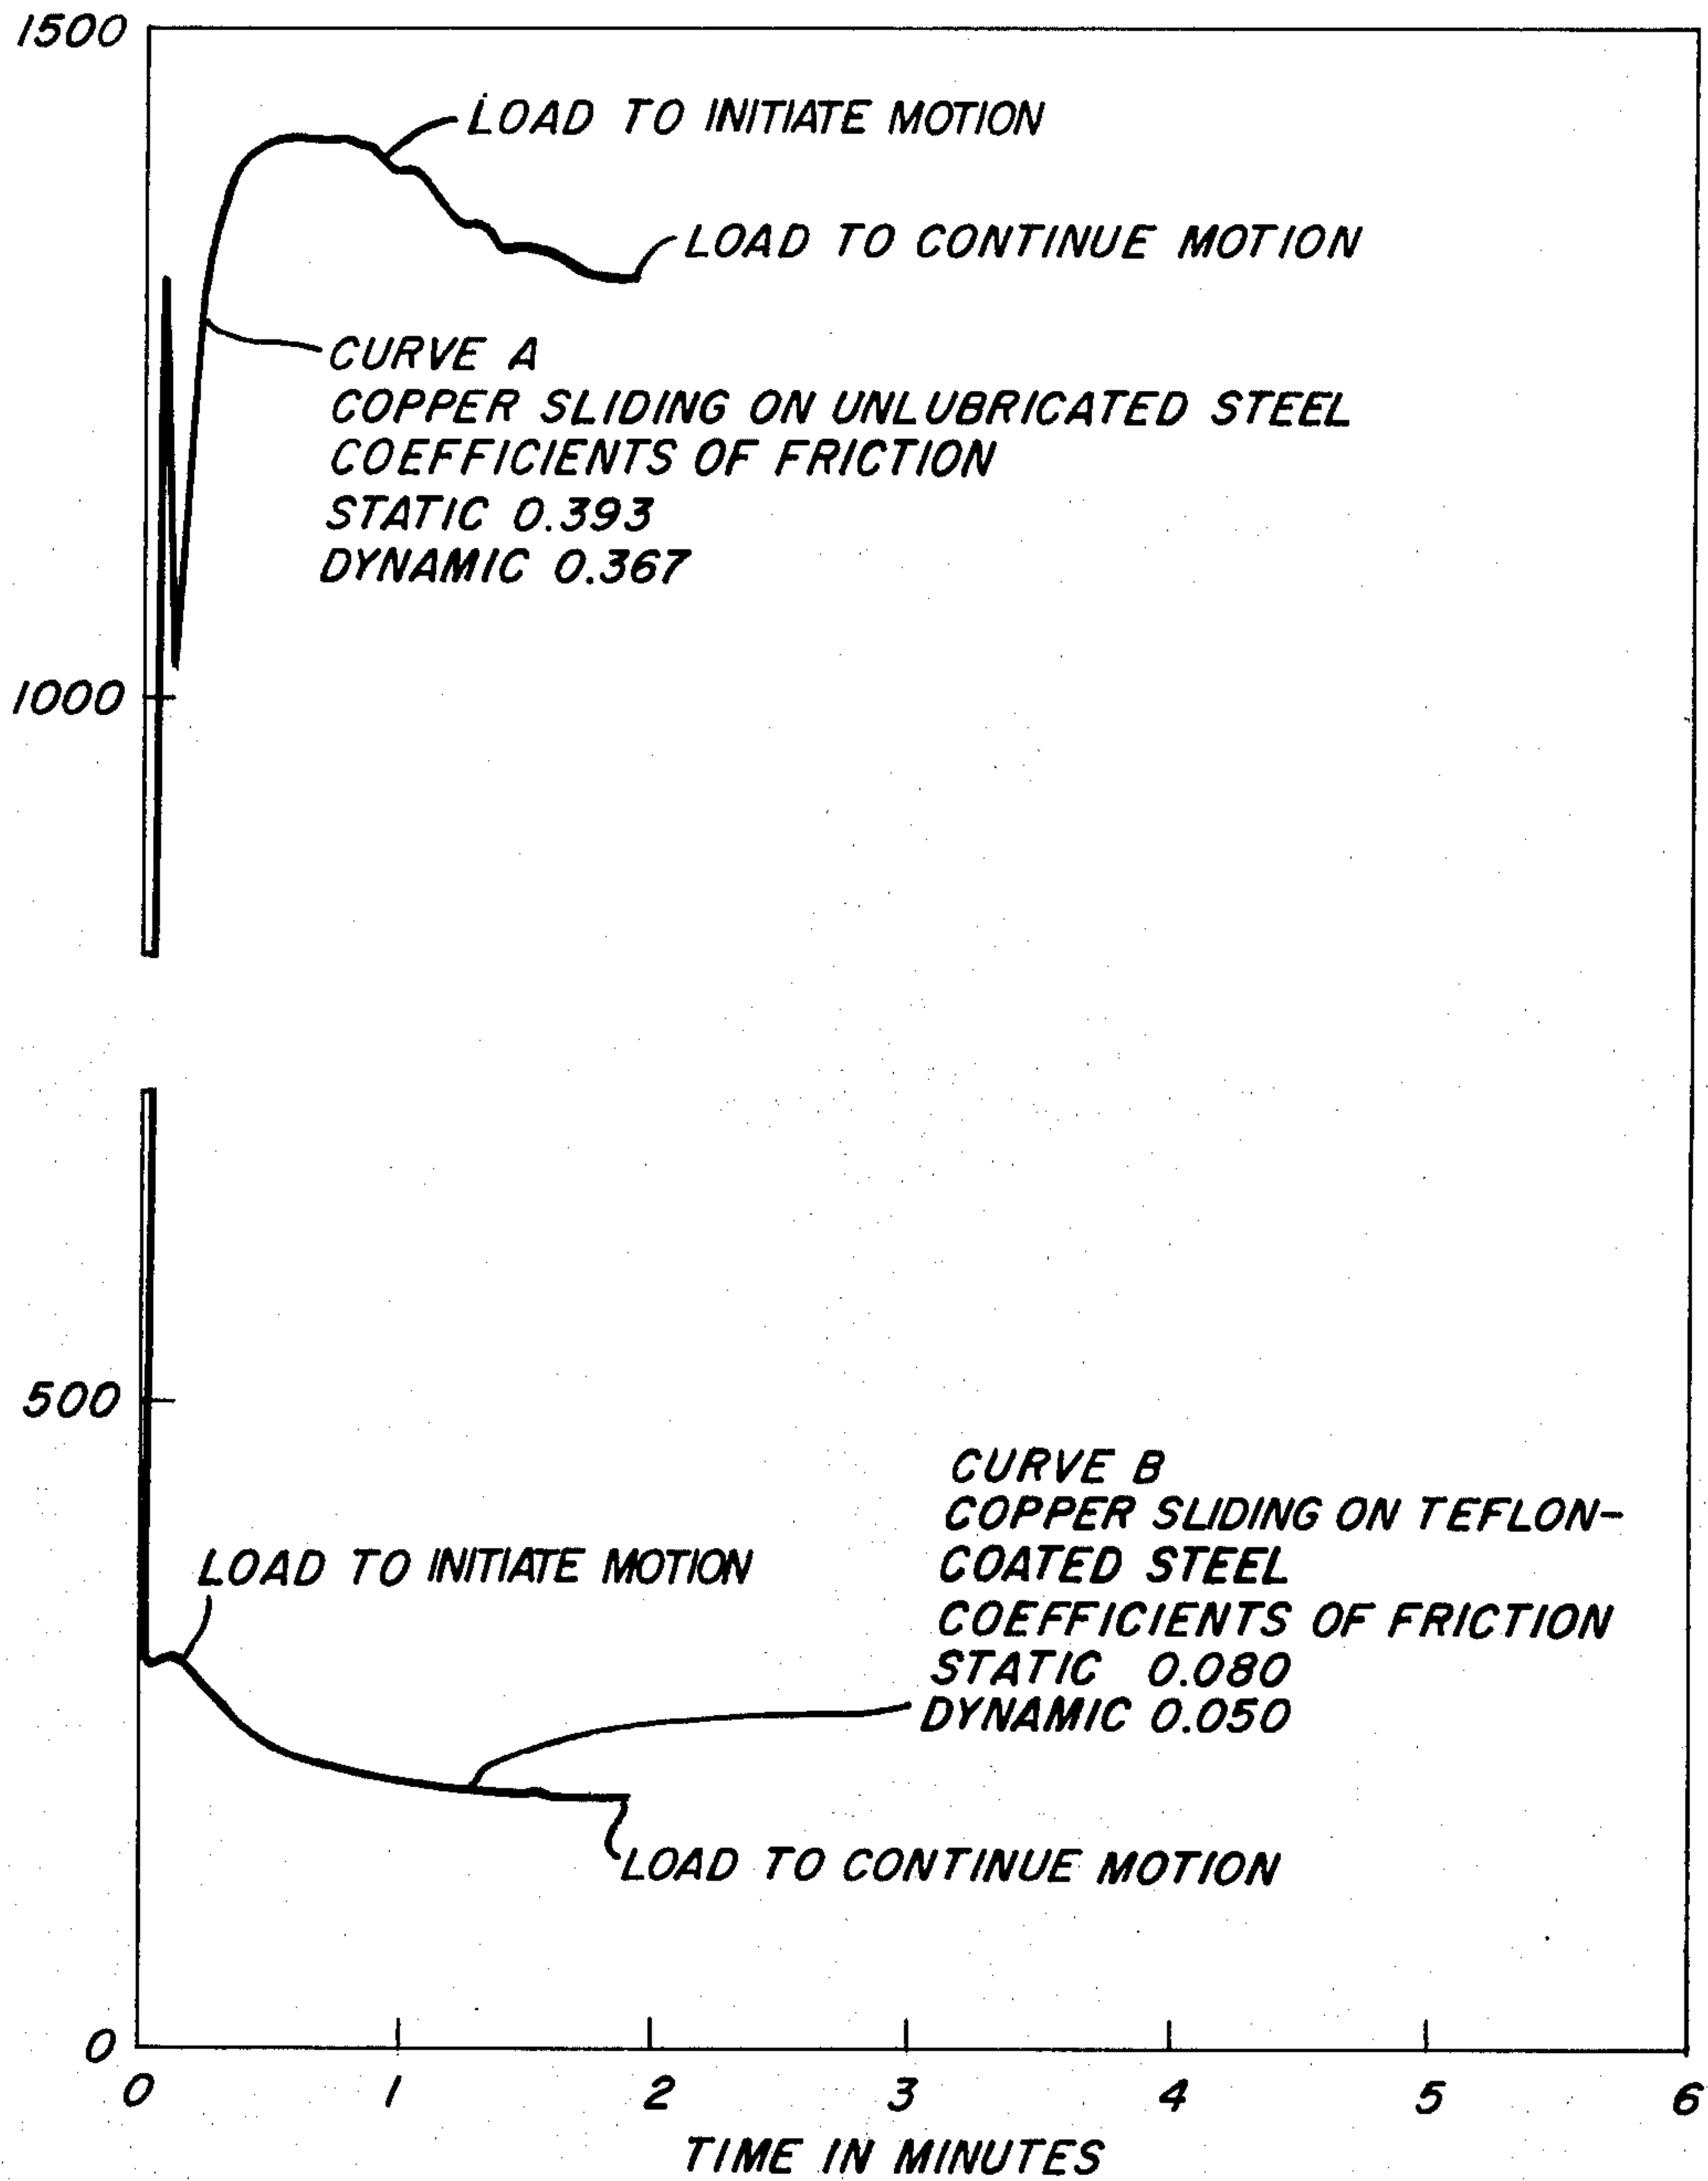 1500
LOAD TO INITIATE MOTION
LOAD TO CONTINUE MOTION
CURVE A
COPPER SLIDING ON UNLUBRICATED STEEL
COEFFICIENTS OF FRICTION
STATIC 0.393
DYNAMIC 0.367
1000
500
CURVE B
COPPER SLIDING ON TEFLON-
COATED STEEL
COEFFICIENTS OF FRICTION
STATIC 0.080
DYNAMIC 0.050
LOAD TO INITIATE MOTION
LOAD TO CONTINUE MOTION
0
0 1 2 3 4 5 6
TIME IN MINUTES